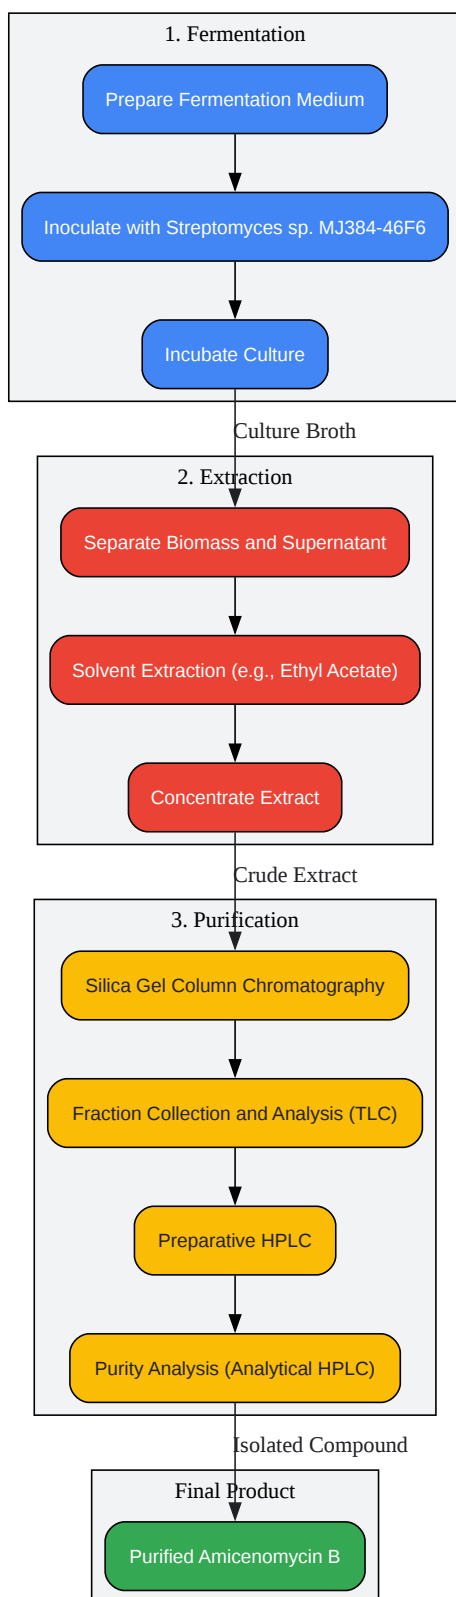 1. Fermentation
Prepare Fermentation Medium
Inoculate with Streptomyces sp. MJ384-46F6
Incubate Culture
Culture Broth
2. Extraction
Separate Biomass and Supernatant
Solvent Extraction (e.g., Ethyl Acetate)
Concentrate Extract
Crude Extract
3. Purification
Silica Gel Column Chromatography
Fraction Collection and Analysis (TLC)
Preparative HPLC
Purity Analysis (Analytical HPLC)
Isolated Compound
Final Product
Purified Amicenomycin B